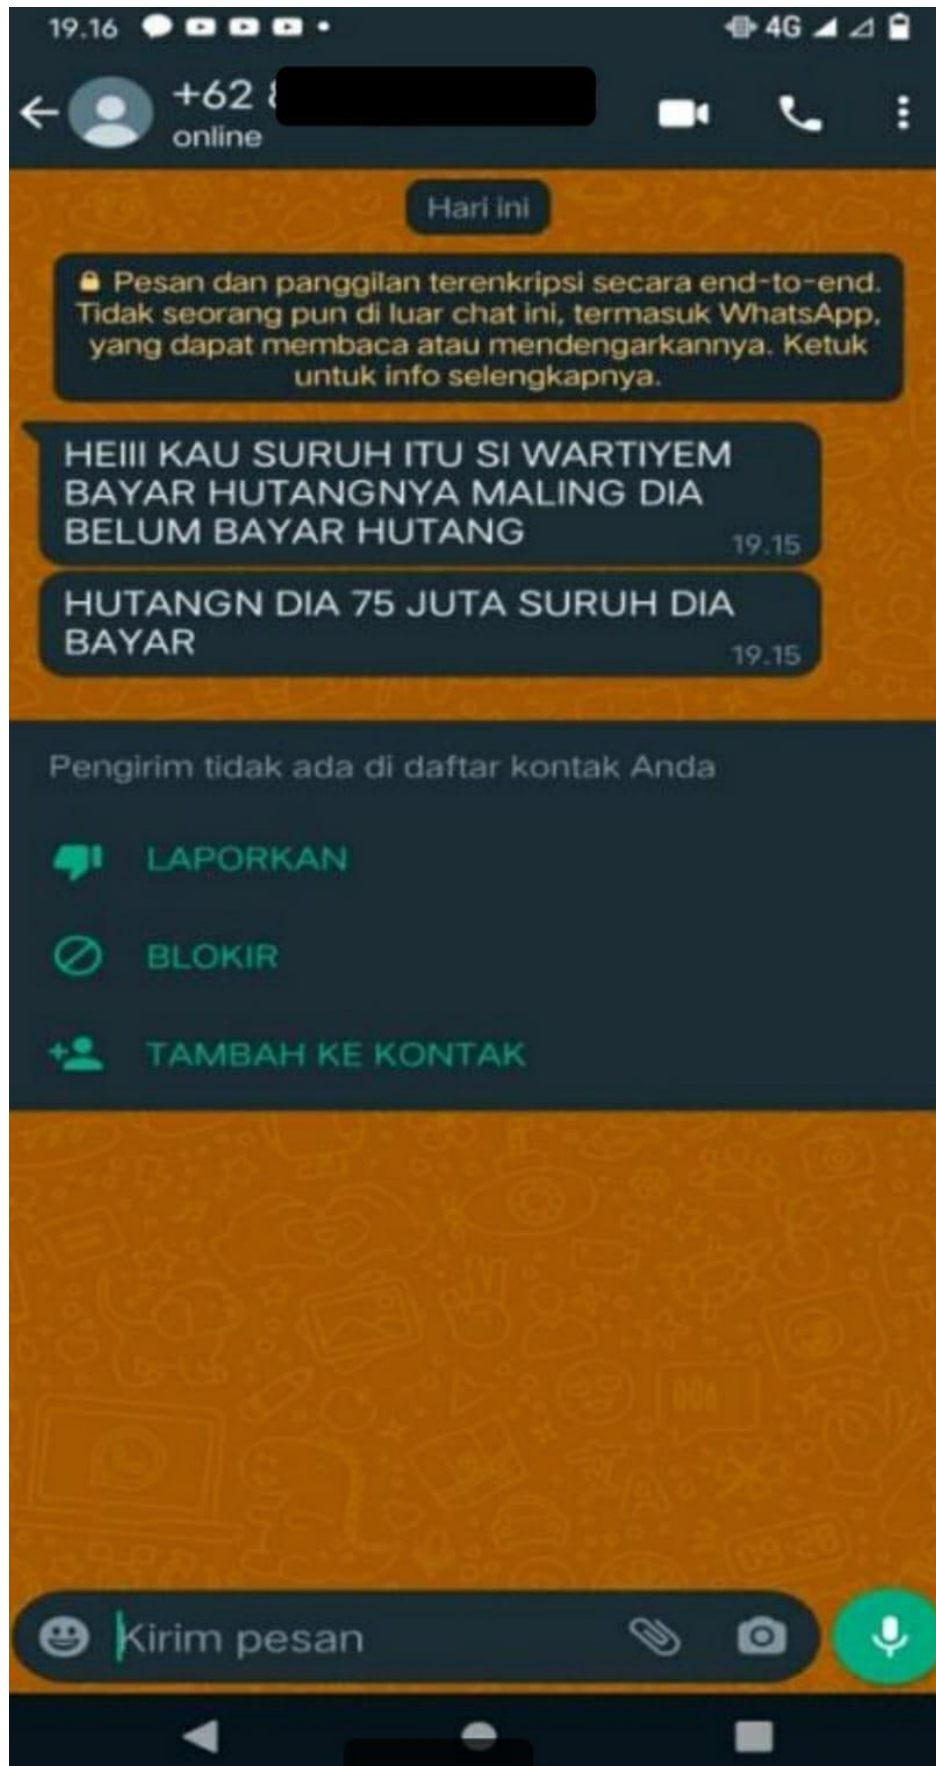 19.16
4G
+62
online
Hari ini
Pesan dan panggilan terenkripsi secara end-to-end.
Tidak seorang pun di luar chat ini, termasuk WhatsApp,
yang dapat membaca atau mendengarkannya. Ketuk
untuk info selengkapnya.
HEIII KAU SURUH ITU SI WARTIYEM
BAYAR HUTANGNYA MALING DIA
BELUM BAYAR HUTANG
19.15
HUTANGN DIA 75 JUTA SURUH DIA
BAYAR
19.15
Pengirim tidak ada di daftar kontak Anda
LAPORKAN
BLOKIR
TAMBAH KE KONTAK
Kirim pesan